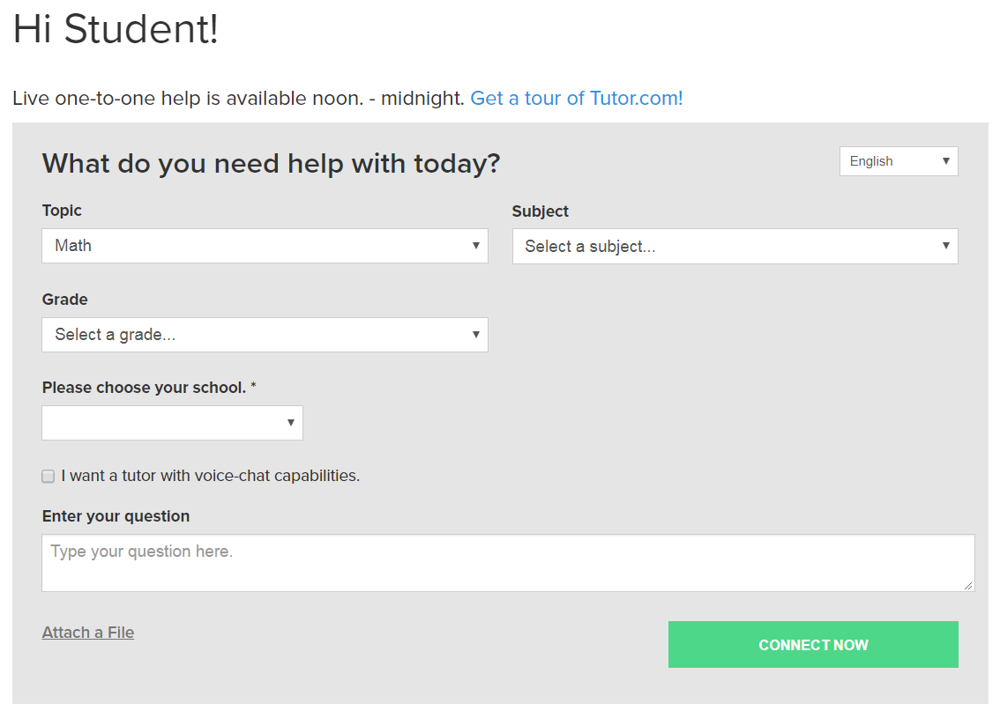 Hi Student!
Live one-to-one help is available noon. - midnight. Get a tour of Tutor.com!
What do you need help with today?
English
Topic
Subject
Math
Select a subject...
Grade
Select a grade...
Please choose your school. *
I want a tutor with voice-chat capabilities.
Enter your question
Type your question here.
Attach a File
CONNECT NOW